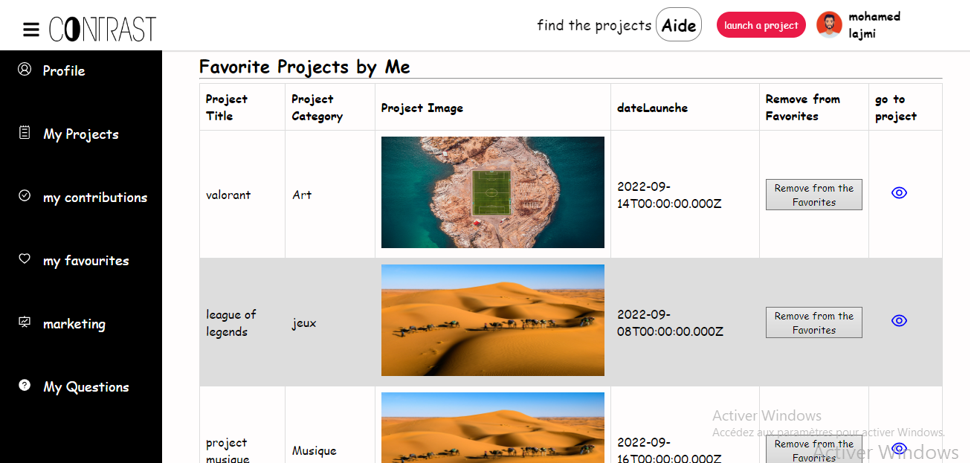 CONTRAST
find the projects
Aide
launch a project
mohamed
lajmi
Profile
My Projects
my contributions
my favourites
marketing
My Questions
Favorite Projects by Me
Project
Title
Project
Category
Project Image
dateLaunche
Remove from
Favorites
go to
project
valorant
Art
2022-09-
14T00:00:00.000Z
Remove from the
Favorites
league of
legends
jeux
2022-09-
08T00:00:00.000Z
Remove from the
Favorites
project
musique
Musique
2022-09-
16T00:00:00.000Z
Remove from the
Favorites
Activer Windows
Accédez aux paramètres pour activer Windows.
Activer Windows